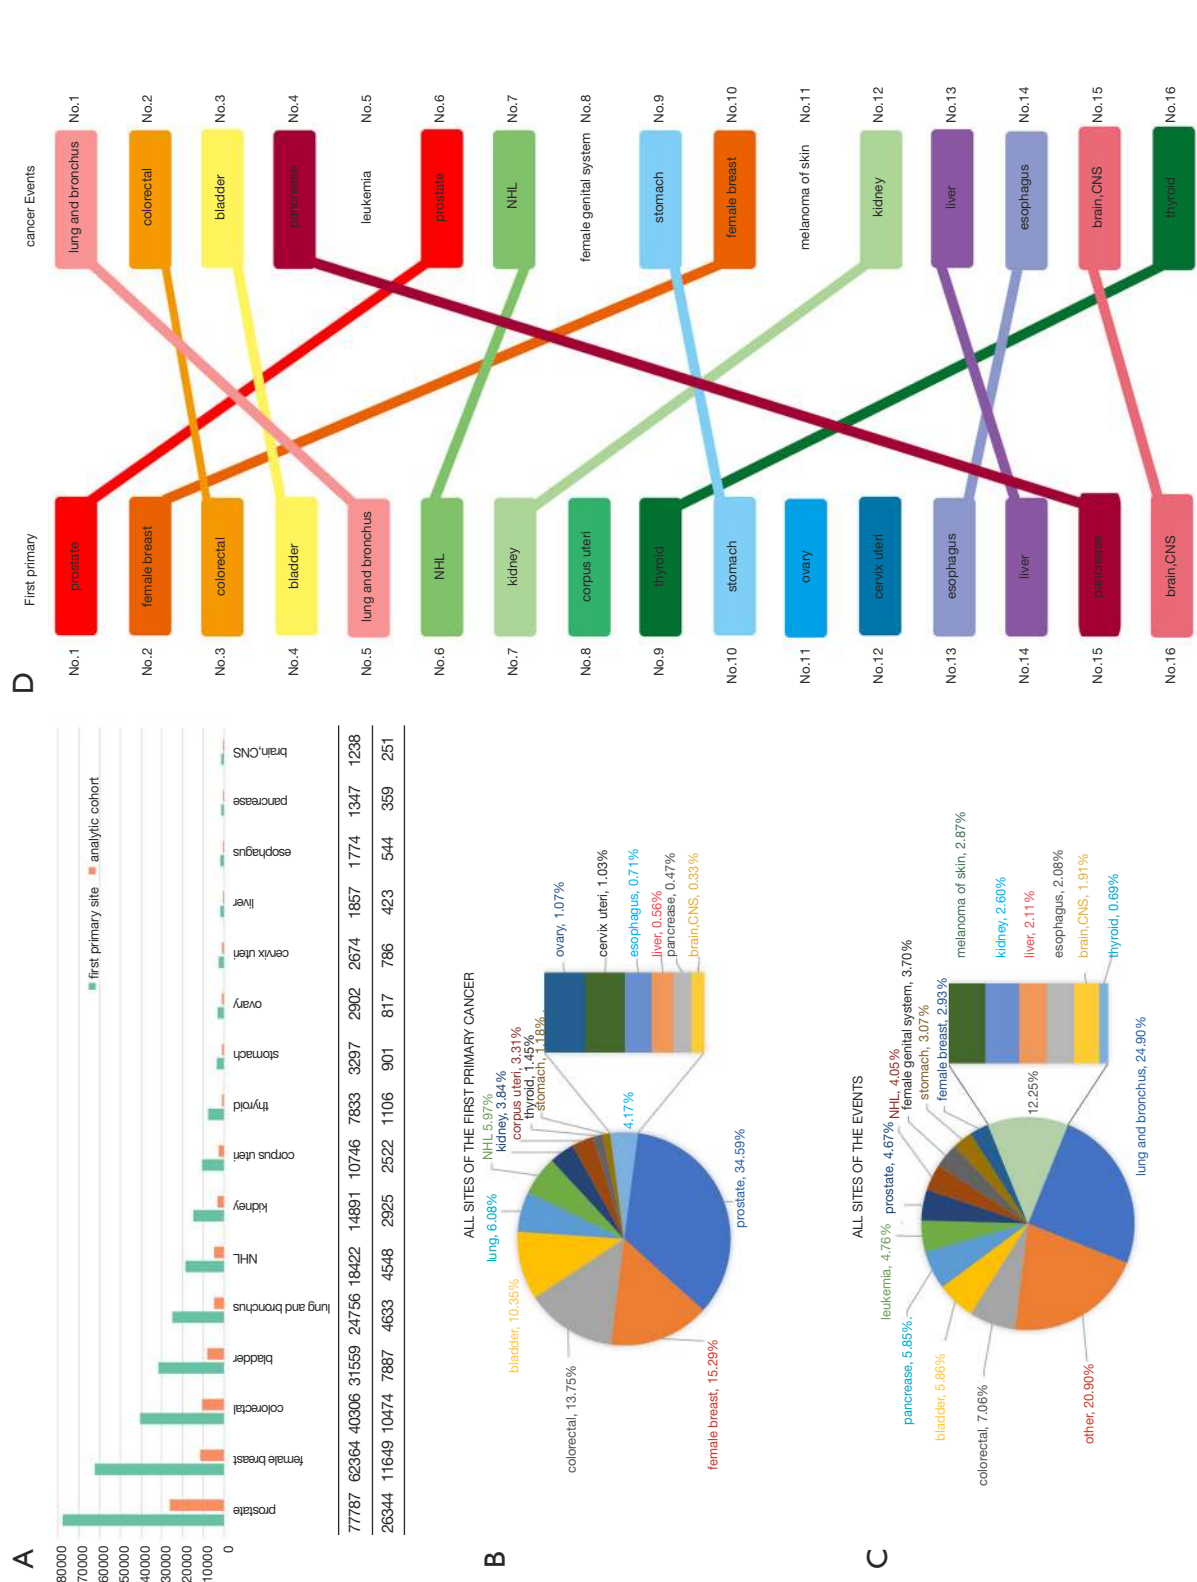 A
80000
70000
60000
50000
40000
30000
20000
10000
0
first primary site
analytic cohort
prostate
female breast
colorectal
bladder
lung and bronchus
NHL
kidney
corpus uteri
thyroid
stomach
ovary
cervix uteri
liver
esophagus
pancrease
brain,CNS
77787 62364 40306 31559 24756 18422 14891 10746 7833 3297 2902 2674 1857 1774 1347 1238
26344 11649 10474 7887 4633 4548 2925 2522 1106 901 817 786 423 544 359 251
B
ALL SITES OF THE FIRST PRIMARY CANCER
prostate, 34.59%
female breast, 15.29%
colorectal, 13.75%
bladder, 10.35%
lung, 6.08%
NHL 5.97%
kidney, 3.84%
corpus uteri, 3.31%
thyroid, 1.45%
stomach, 1.18%
4.17%
ovary, 1.07%
cervix uteri, 1.03%
esophagus, 0.71%
liver, 0.56%
pancrease, 0.47%
brain,CNS, 0.33%
C
ALL SITES OF THE EVENTS
lung and bronchus, 24.90%
other, 20.90%
colorectal, 7.06%
bladder, 5.86%
pancrease, 5.85%.
leukemia, 4.76%
prostate, 4.67%
NHL, 4.05%
female genital system, 3.70%
stomach, 3.07%
female breast, 2.93%
12.25%
melanoma of skin, 2.87%
kidney, 2.60%
liver, 2.11%
esophagus, 2.08%
brain,CNS, 1.91%
thyroid, 0.69%
D
First primary
cancer Events
No.1 prostate lung and bronchus No.1
No.2 female breast colorectal No.2
No.3 colorectal bladder No.3
No.4 bladder pancrease No.4
No.5 lung and bronchus leukemia No.5
No.6 NHL prostate No.6
No.7 kidney NHL No.7
No.8 corpus uteri female genital system No.8
No.9 thyroid stomach No.9
No.10 stomach female breast No.10
No.11 ovary melanoma of skin No.11
No.12 cervix uteri kidney No.12
No.13 esophagus liver No.13
No.14 liver esophagus No.14
No.15 pancrease brain,CNS No.15
No.16 brain,CNS thyroid No.16